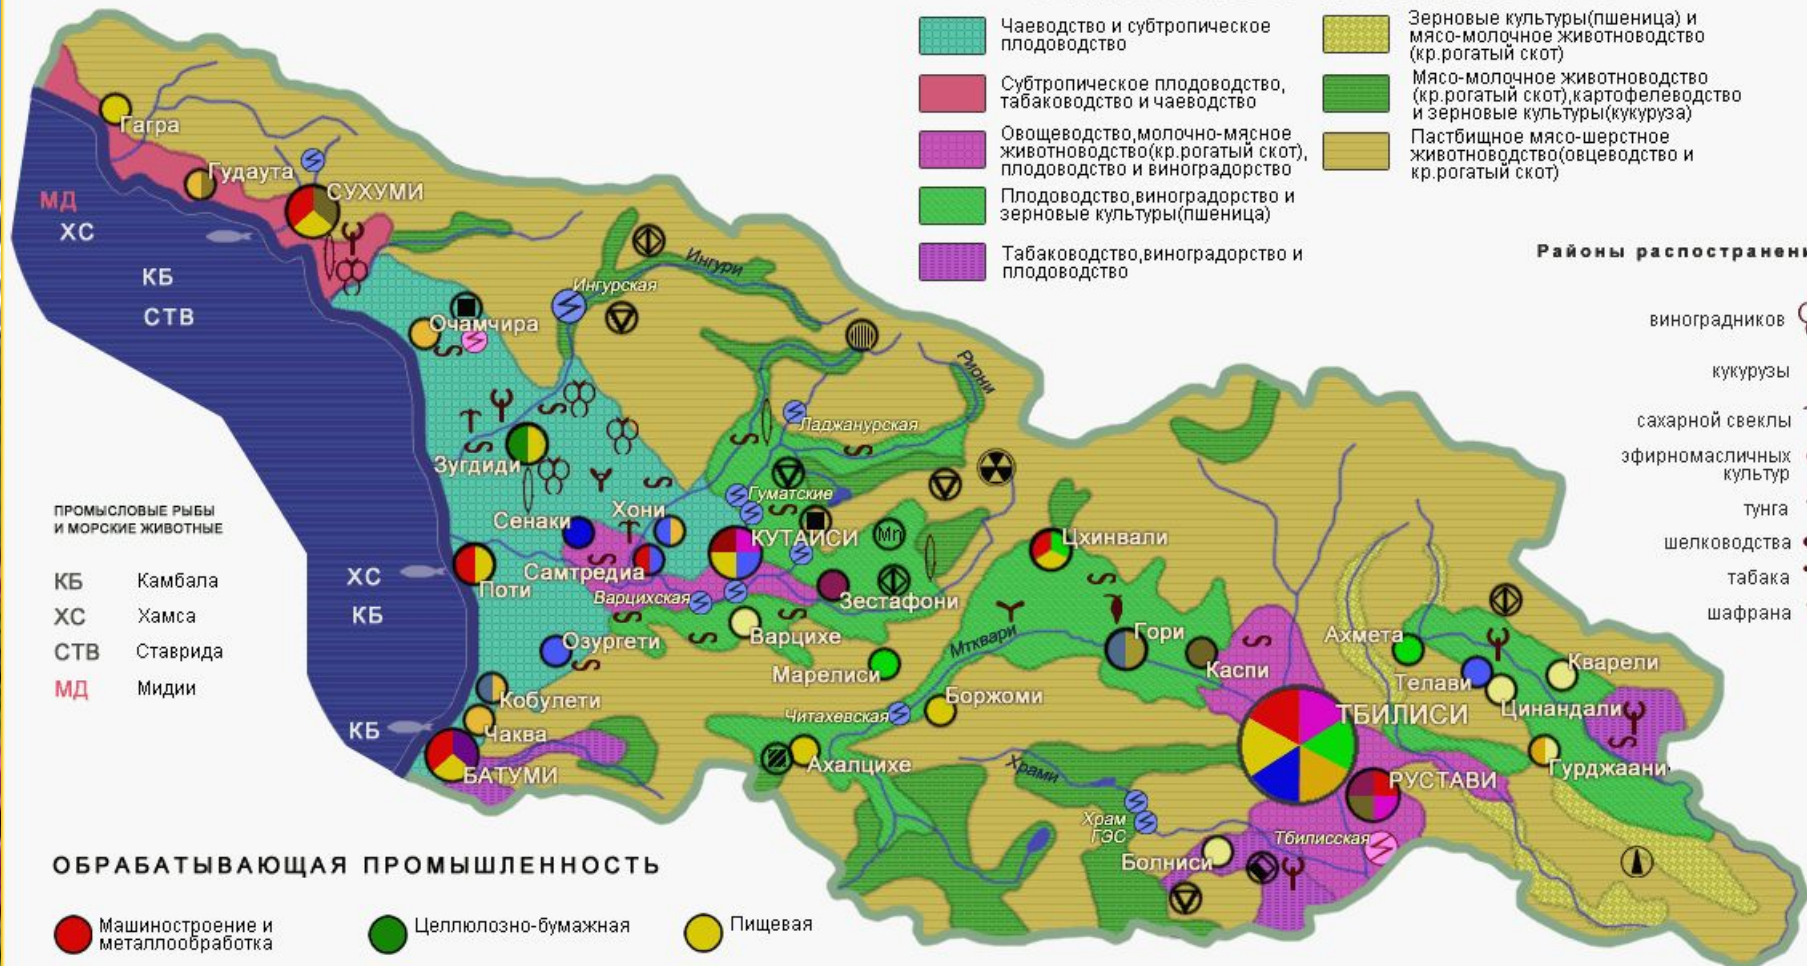 Чаеводство и субтропическое
плодоводство
Субтропическое плодоводство,
табаководство и чаеводство
Овощеводство,молочно-мясное
животноводство(кр.рогатый скот),
плодоводство и виноградорство
Плодоводство,виноградорство и
зерновые культуры(пшеница)
Табаководство,виноградорство и
плодоводство
Зерновые культуры(пшеница) и
мясо-молочное животноводство
(кр.рогатый скот)
Мясо-молочное животноводство
(кр.рогатый скот),картофелеводство
и зерновые культуры(кукуруза)
Пастбищное мясо-шерстное
животноводство(овцеводство и
кр.рогатый скот)
Районы распостранени
виноградников
кукурузы
сахарной свеклы
эфирномасличных
культур
тунга
шелководства
табака
шафрана
Гагра
Гудаута
СУХУМИ
МД
ХС
КБ
СТВ
Ингури
Ингурская
Очамчира
Риони
Ладжанурская
Зугдиди
Гуматские
Сенаки
Хони
КУТАИСИ
Mn
Цхинвали
Самтредиа
ХС
Поти
Варцихская
Зестафони
КБ
Озургети
Варцихе
Мтквари
Гори
Ахмета
Марелиси
Каспи
Кварели
Телави
Кобулети
Боржоми
Цинандали
Читахевская
ТБИЛИСИ
КБ
Чаква
БАТУМИ
Ахалцихе
Храми
Гурджаани
РУСТАВИ
Храм
ГЭС
Тбилисская
Болниси
ПРОМЫСЛОВЫЕ РЫБЫ
И МОРСКИЕ ЖИВОТНЫЕ
КБ Камбала
ХС Хамса
СТВ Ставрида
МД Мидии
ОБРАБАТЫВАЮЩАЯ ПРОМЫШЛЕННОСТЬ
Машиностроение и
металлообработка
Целлюлозно-бумажная
Пищевая